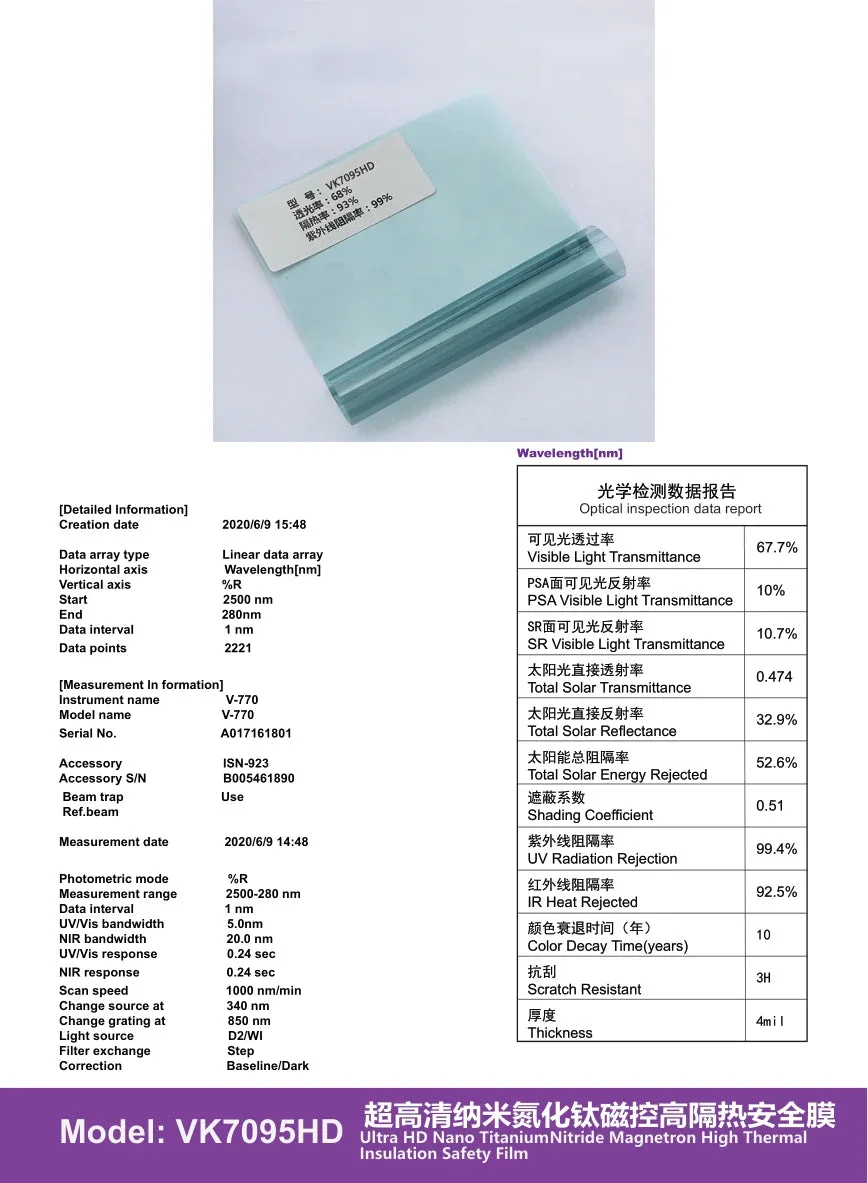 型 号：VK7095HD
透光率：68%
隔热率：93%
紫外线阻隔率：99%
[Detailed Information]
Creation date 2020/6/9 15:48
Data array type Linear data array
Horizontal axis Wavelength[nm]
Vertical axis %R
Start 2500 nm
End 280nm
Data interval 1 nm
Data points 2221
[Measurement In formation]
Instrument name V-770
Model name V-770
Serial No. A017161801
Accessory ISN-923
Accessory S/N B005461890
Beam trap Use
Ref.beam
Measurement date 2020/6/9 14:48
Photometric mode %R
Measurement range 2500-280 nm
Data interval 1 nm
UV/Vis bandwidth 5.0nm
NIR bandwidth 20.0 nm
UV/Vis response 0.24 sec
NIR response 0.24 sec
Scan speed 1000 nm/min
Change source at 340 nm
Change grating at 850 nm
Light source D2/WI
Filter exchange Step
Correction Baseline/Dark
Wavelength[nm]
光学检测数据报告
Optical inspection data report
可见光透过率
Visible Light Transmittance 67.7%
PSA面可见光反射率
PSA Visible Light Transmittance 10%
SR面可见光反射率
SR Visible Light Transmittance 10.7%
太阳光直接透射率
Total Solar Transmittance 0.474
太阳光直接反射率
Total Solar Reflectance 32.9%
太阳能总阻隔率
Total Solar Energy Rejected 52.6%
遮蔽系数
Shading Coefficient 0.51
紫外线阻隔率
UV Radiation Rejection 99.4%
红外线阻隔率
IR Heat Rejected 92.5%
颜色衰退时间（年）
Color Decay Time(years) 10
抗刮
Scratch Resistant 3H
厚度
Thickness 4mil
Model: VK7095HD
超高清纳米氮化钛磁控高隔热安全膜
Ultra HD Nano TitaniumNitride Magnetron High Thermal
Insulation Safety Film